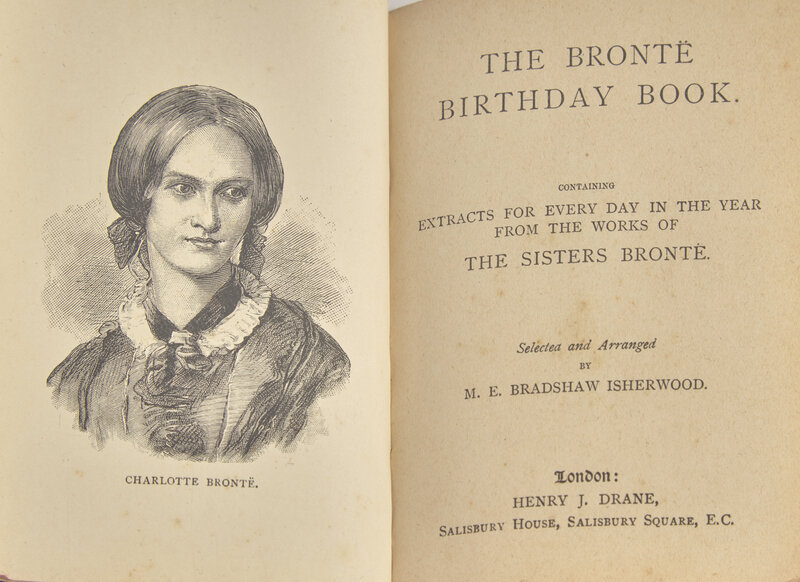 CHARLOTTE BRONTË.
THE BRONTË
BIRTHDAY BOOK.
CONTAINING
EXTRACTS FOR EVERY DAY IN THE YEAR
FROM THE WORKS OF
THE SISTERS BRONTË.
Selected and Arranged
BY
M. E. BRADSHAW ISHERWOOD.
London:
HENRY J. DRANE,
SALISBURY HOUSE, SALISBURY SQUARE, E.C.